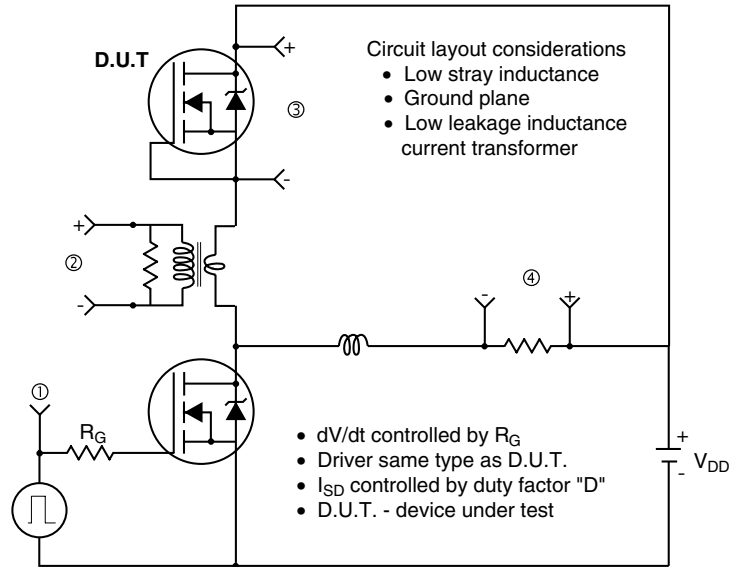 D.U.T
+
-
③
Circuit layout considerations
• Low stray inductance
• Ground plane
• Low leakage inductance
current transformer
+
②
-
-
④
+
①
R_G
• dV/dt controlled by R_G
• Driver same type as D.U.T.
• I_SD controlled by duty factor "D"
• D.U.T. - device under test
+
V_DD
-